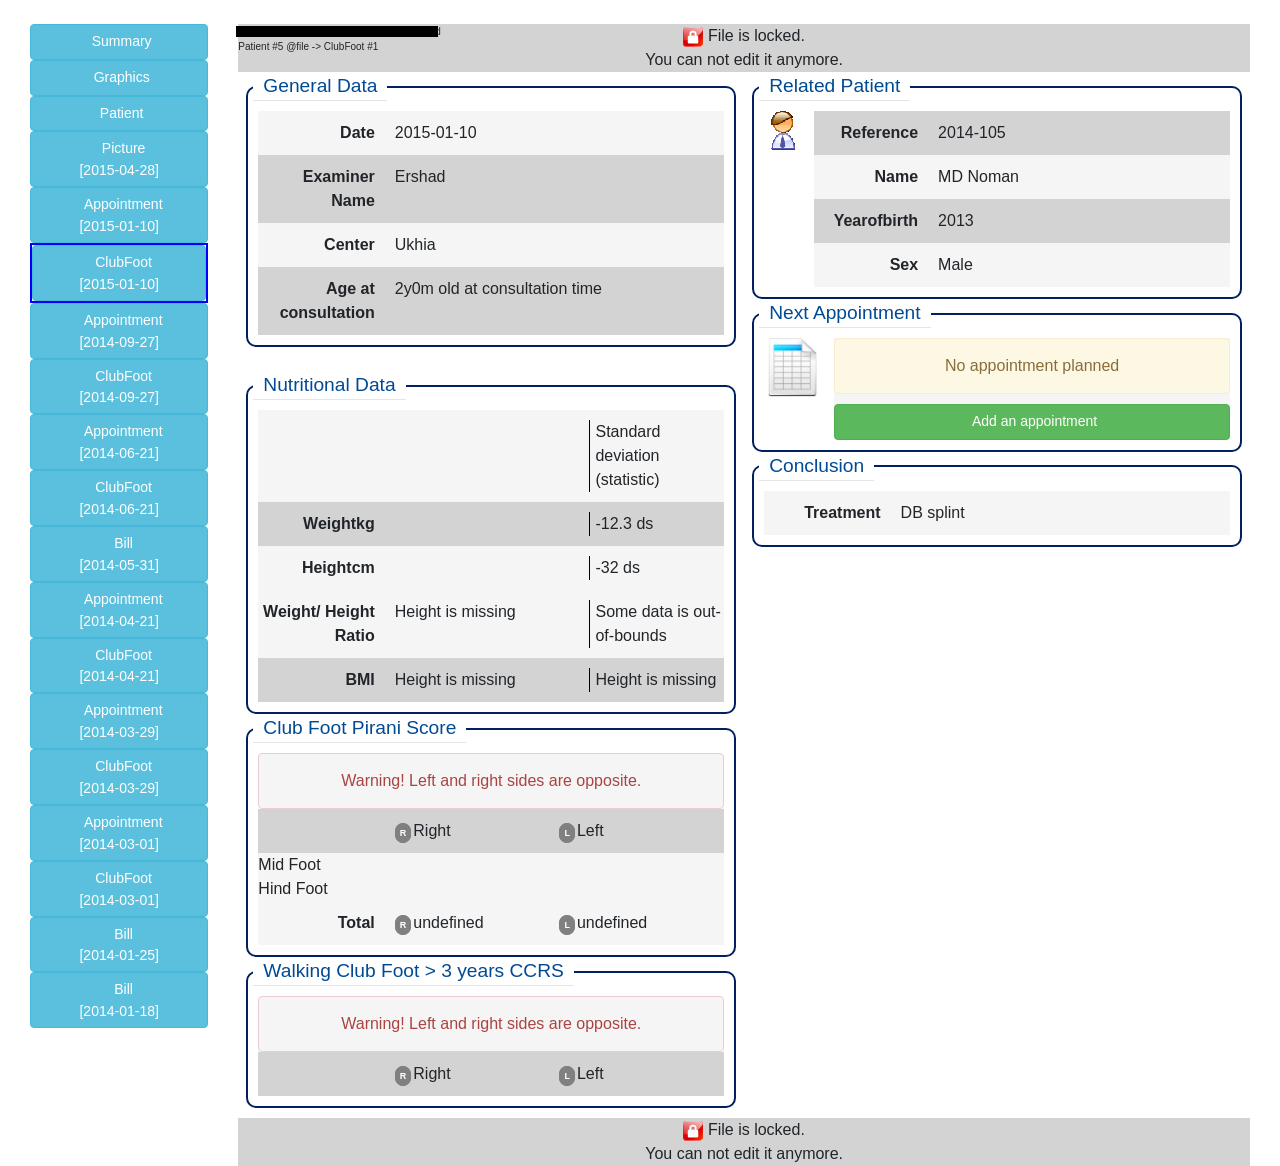 Summary
Graphics
Patient
Picture
[2015-04-28]
Appointment
[2015-01-10]
ClubFoot
[2015-01-10]
Appointment
[2014-09-27]
ClubFoot
[2014-09-27]
Appointment
[2014-06-21]
ClubFoot
[2014-06-21]
Bill
[2014-05-31]
Appointment
[2014-04-21]
ClubFoot
[2014-04-21]
Appointment
[2014-03-29]
ClubFoot
[2014-03-29]
Appointment
[2014-03-01]
ClubFoot
[2014-03-01]
Bill
[2014-01-25]
Bill
[2014-01-18]
Patient #5 @file -> ClubFoot #1
File is locked.
You can not edit it anymore.
General Data
Date 2015-01-10
Examiner Ershad
Name
Center Ukhia
Age at 2y0m old at consultation time
consultation
Nutritional Data
Standard
deviation
(statistic)
Weightkg -12.3 ds
Heightcm -32 ds
Weight/ Height Height is missing Some data is out-
Ratio of-bounds
BMI Height is missing Height is missing
Club Foot Pirani Score
Warning! Left and right sides are opposite.
R Right L Left
Mid Foot
Hind Foot
Total R undefined L undefined
Walking Club Foot > 3 years CCRS
Warning! Left and right sides are opposite.
R Right L Left
Related Patient
Reference 2014-105
Name MD Noman
Yearofbirth 2013
Sex Male
Next Appointment
No appointment planned
Add an appointment
Conclusion
Treatment DB splint
File is locked.
You can not edit it anymore.